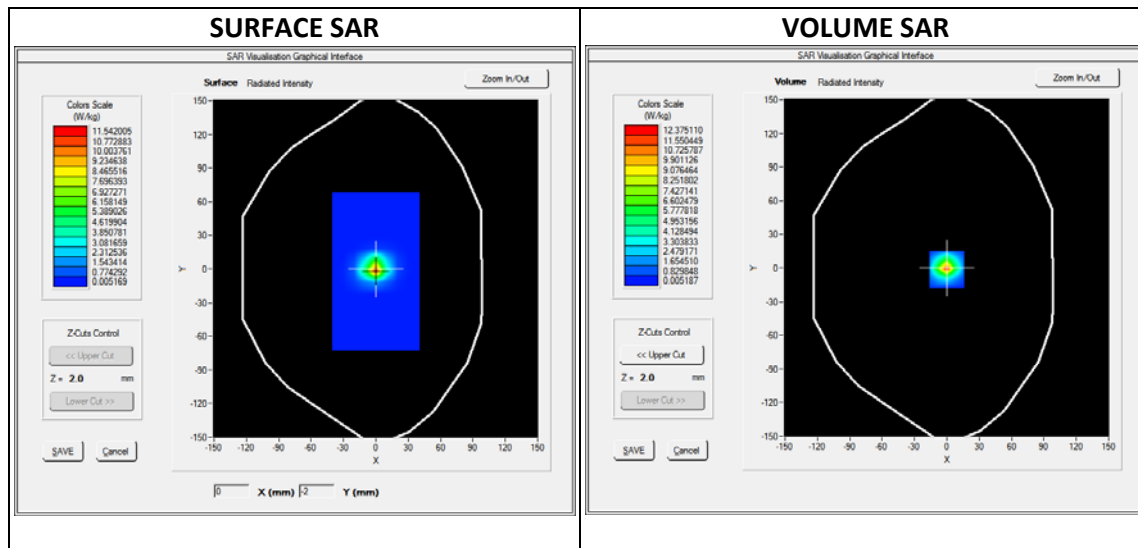 SURFACE SAR
SAR Visualisation Graphical Interface
Surface Radiated Intensity
Zoom In/Out
Colors Scale
(W/kg)
11.542005
10.772883
10.003761
9.234638
8.465516
7.696393
6.927271
6.158149
5.389026
4.619904
3.850781
3.081659
2.312536
1.543414
0.774292
0.005169
Z-Cuts Control
<< Upper Cut
Z = 2.0 mm
Lower Cut >>
SAVE Cancel
150
120
90
60
30
0
-30
-60
-90
-120
-150
Y
-150 -120 -90 -60 -30 0 30 60 90 120 150
X
0 X (mm) -2 Y (mm)
VOLUME SAR
SAR Visualisation Graphical Interface
Volume Radiated Intensity
Zoom In/Out
Colors Scale
(W/kg)
12.375110
11.550449
10.725787
9.901126
9.076464
8.251802
7.427141
6.602479
5.777818
4.953156
4.128494
3.303833
2.479171
1.654510
0.829848
0.005187
Z-Cuts Control
<< Upper Cut
Z = 2.0 mm
Lower Cut >>
SAVE Cancel
150
120
90
60
30
0
-30
-60
-90
-120
-150
Y
-150 -120 -90 -60 -30 0 30 60 90 120 150
X